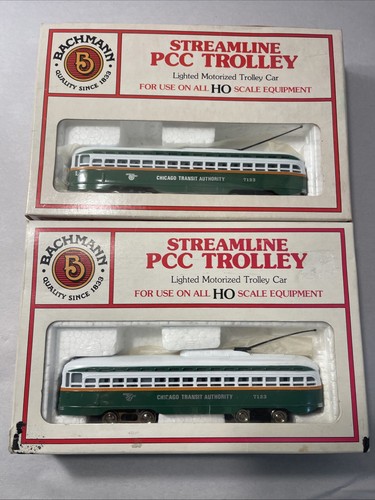 BACHMANN
B
QUALITY SINCE 1833
STREAMLINE
PCC TROLLEY
Lighted Motorized Trolley Car
FOR USE ON ALL HO SCALE EQUIPMENT
CHICAGO TRANSIT AUTHORITY
BACHMANN
B
QUALITY SINCE 1833
STREAMLINE
PCC TROLLEY
Lighted Motorized Trolley Car
FOR USE ON ALL HO SCALE EQUIPMENT
CHICAGO TRANSIT AUTHORITY